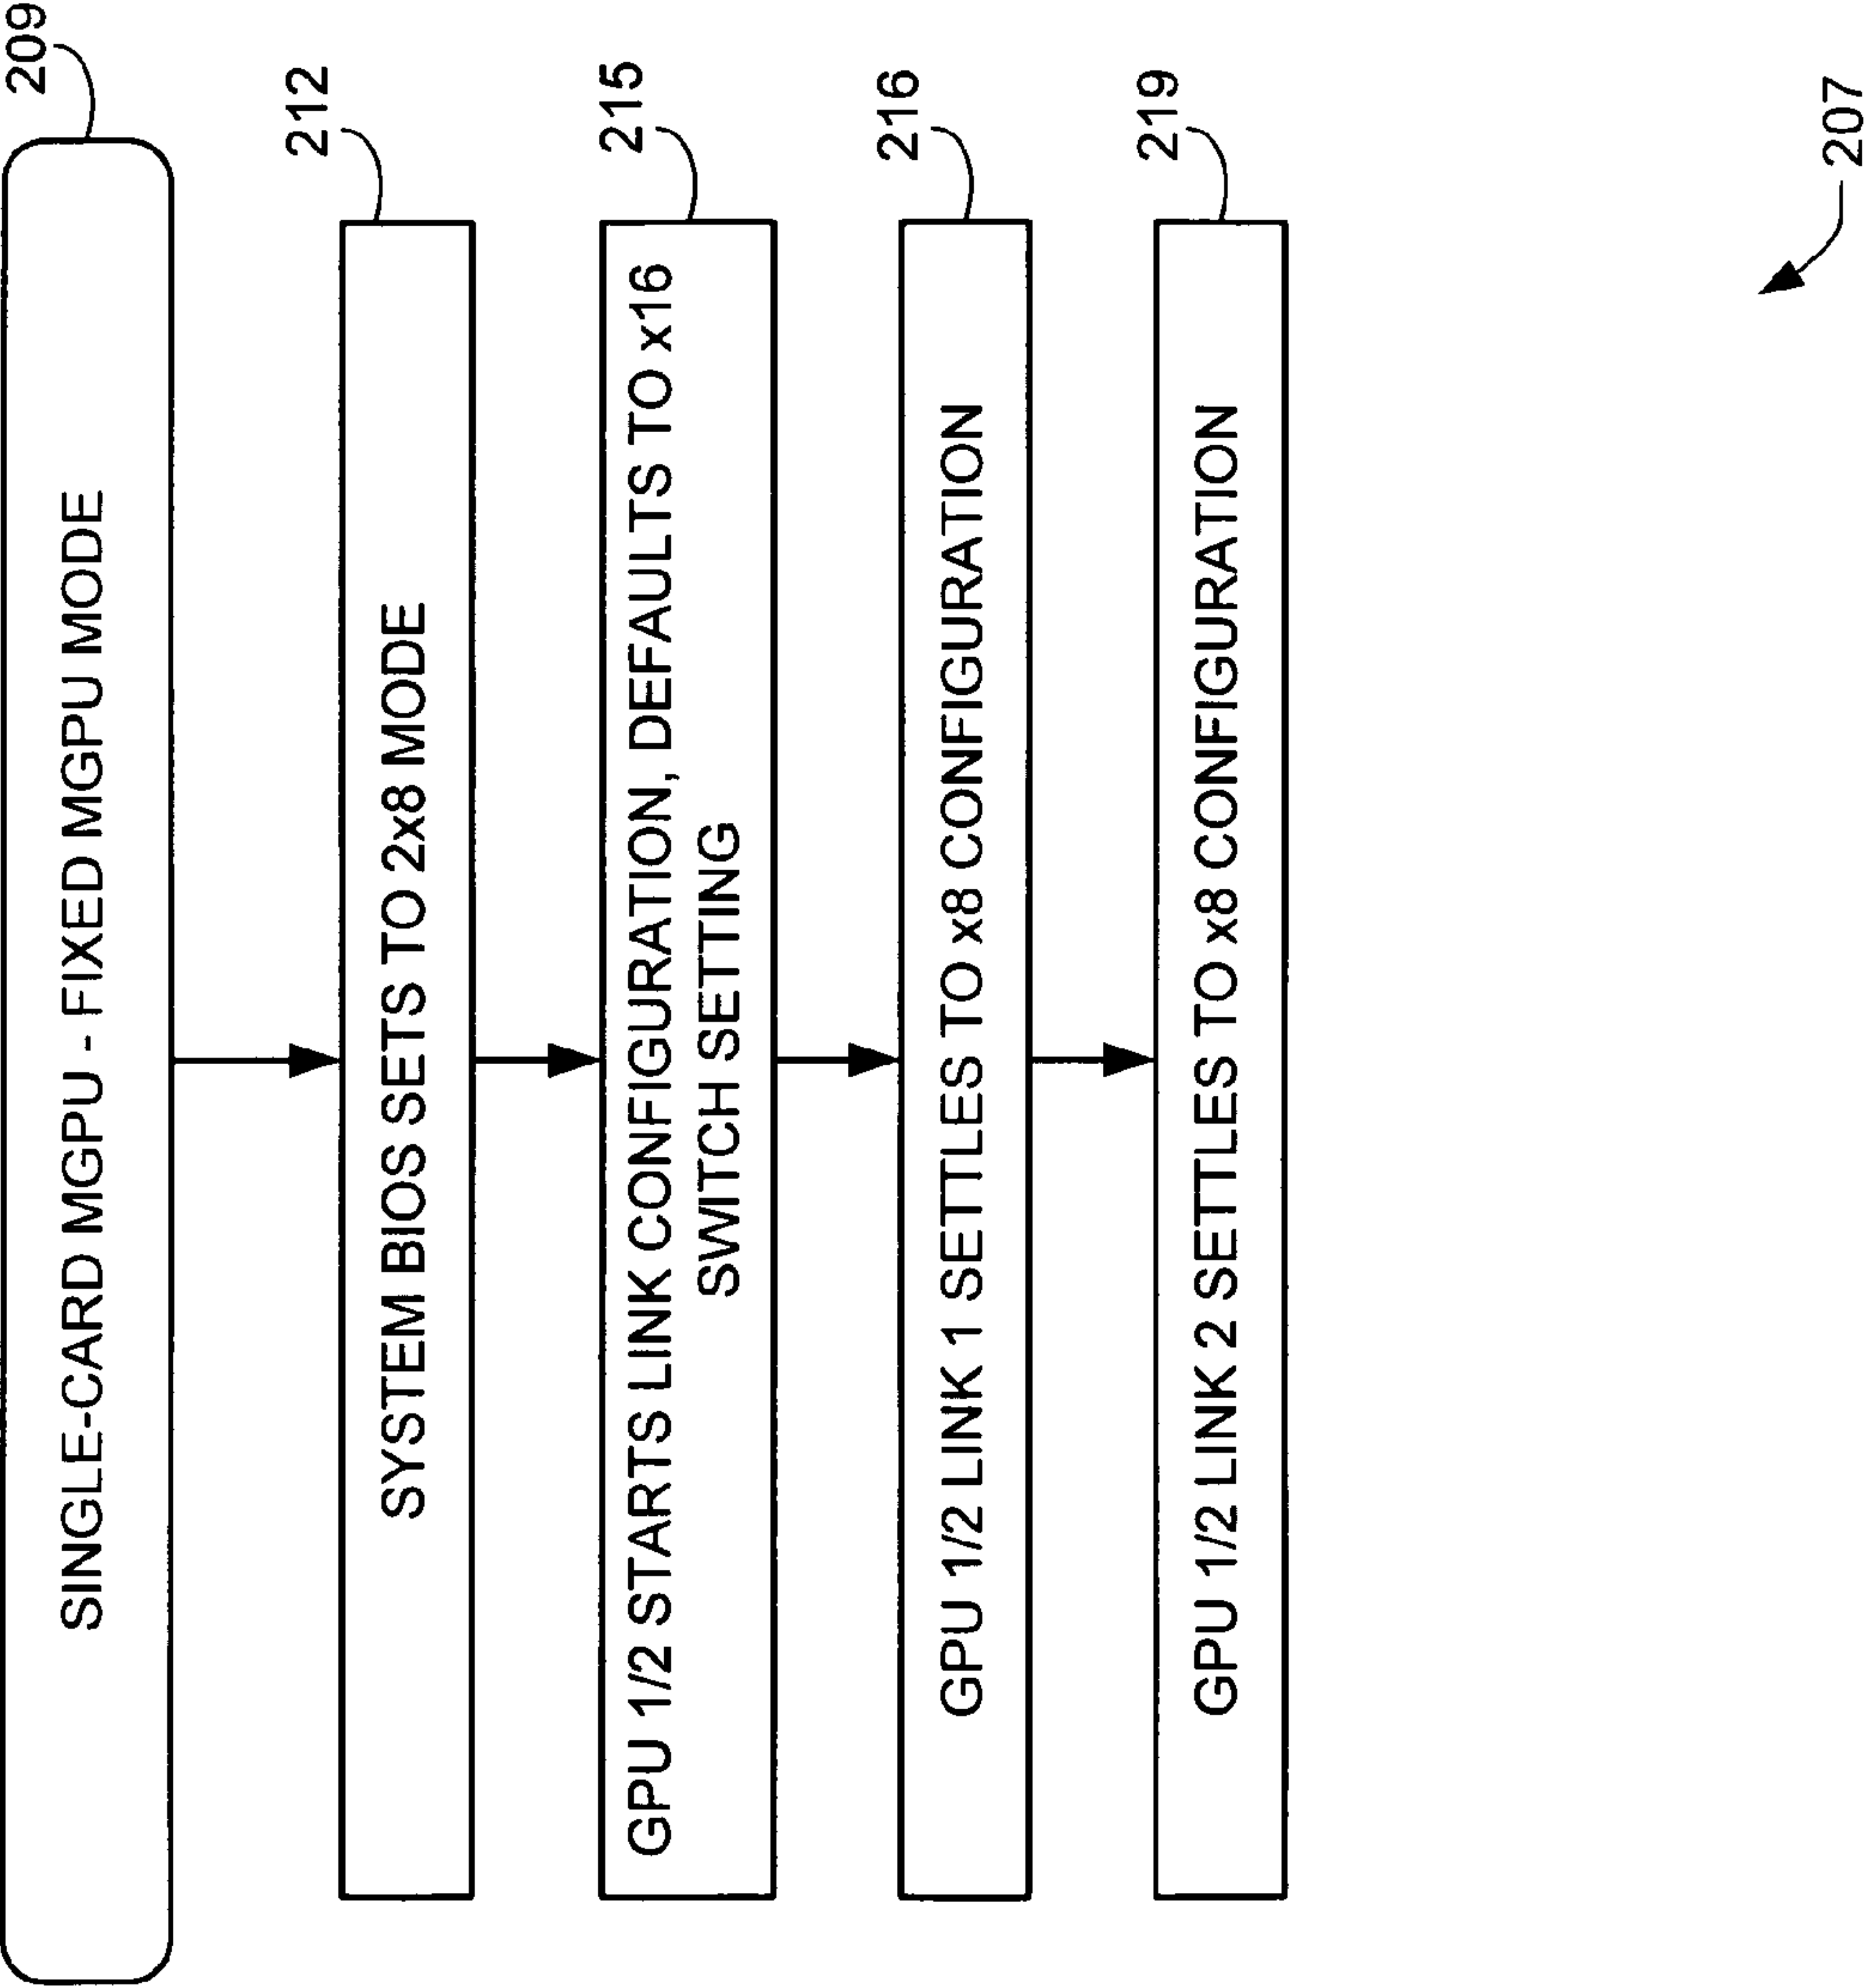 209
SINGLE-CARD MGPU - FIXED MGPU MODE
212
SYSTEM BIOS SETS TO 2x8 MODE
215
GPU 1/2 STARTS LINK CONFIGURATION, DEFAULTS TO x16
SWITCH SETTING
216
GPU 1/2 LINK 1 SETTLES TO x8 CONFIGURATION
219
GPU 1/2 LINK 2 SETTLES TO x8 CONFIGURATION
207